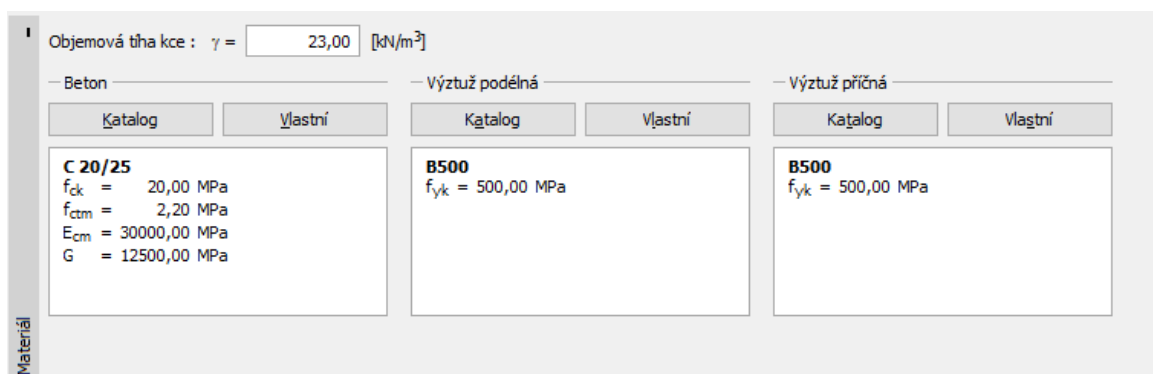 Objemová tíha kce : γ = 23,00 [kN/m³]
Beton
Katalog Vlastní
C 20/25
fck = 20,00 MPa
fctm = 2,20 MPa
Ecm = 30000,00 MPa
G = 12500,00 MPa
Výztuž podélná
Katalog Vlastní
B500
fyk = 500,00 MPa
Výztuž příčná
Katalog Vlastní
B500
fyk = 500,00 MPa
Materiál